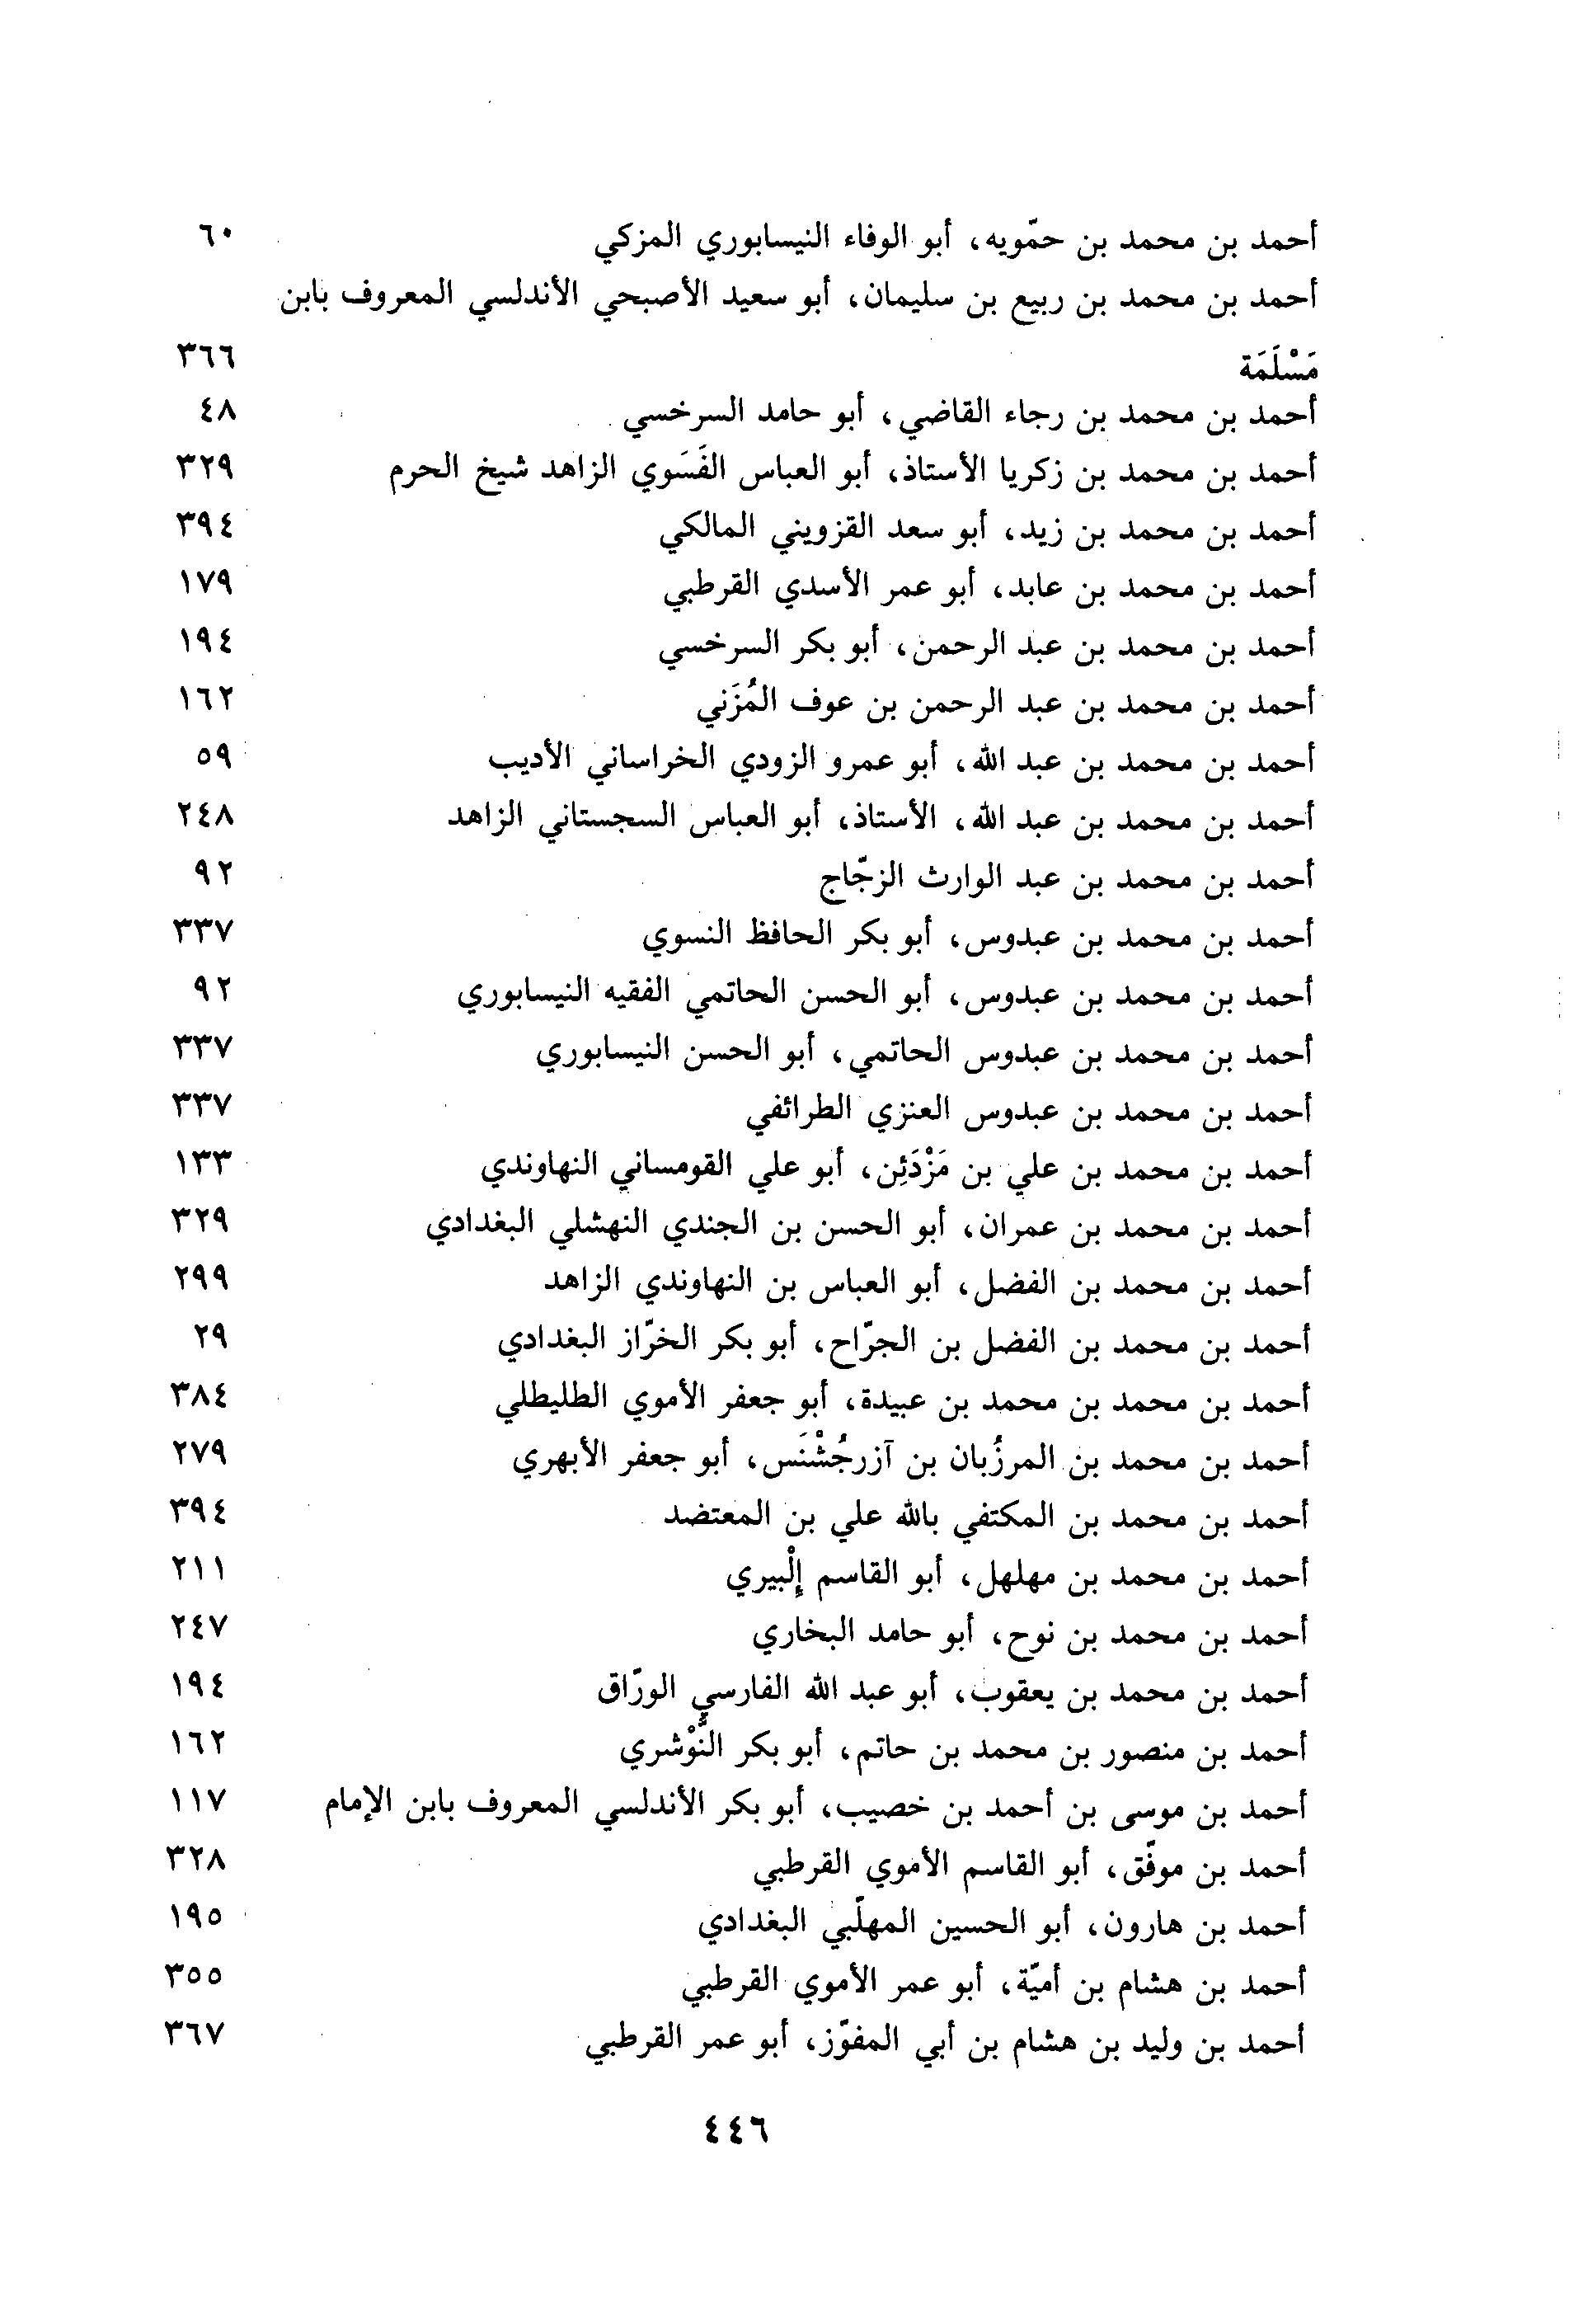 أحمد بن محمد بن حمّويه، أبو الوفاء النيسابوري المزكي ٦٠
أحمد بن محمد بن ربيع بن سليمان، أبو سعيد الأصبحي الأندلسي المعروف بابن
مَسْلَمَة ٣٦٦
أحمد بن محمد بن رجاء القاضي، أبو حامد السرخسي ٤٨
أحمد بن محمد بن زكريا الأستاذ، أبو العباس الفَسَوي الزاهد شيخ الحرم ٣٢٩
أحمد بن محمد بن زيد، أبو سعد القزويني المالكي ٣٩٤
أحمد بن محمد بن عابد، أبو عمر الأسدي القرطبي ١٧٩
أحمد بن محمد بن عبد الرحمن، أبو بكر السرخسي ١٩٤
أحمد بن محمد بن عبد الرحمن بن عوف المُزَني ١٦٢
أحمد بن محمد بن عبد الله، أبو عمرو الزودي الخراساني الأديب ٥٩
أحمد بن محمد بن عبد الله، الأستاذ، أبو العباس السجستاني الزاهد ٢٤٨
أحمد بن محمد بن عبد الوارث الزجّاج ٩٢
أحمد بن محمد بن عبدوس، أبو بكر الحافظ النسوي ٣٣٧
أحمد بن محمد بن عبدوس، أبو الحسن الحاتمي الفقيه النيسابوري ٩٢
أحمد بن محمد بن عبدوس الحاتمي، أبو الحسن النيسابوري ٣٣٧
أحمد بن محمد بن عبدوس العنزي الطرائفي ٣٣٧
أحمد بن محمد بن علي بن مَزْدَئِن، أبو علي القومساني النهاوندي ١٣٣
أحمد بن محمد بن عمران، أبو الحسن بن الجندي النهشلي البغدادي ٣٢٩
أحمد بن محمد بن الفضل، أبو العباس بن النهاوندي الزاهد ٢٩٩
أحمد بن محمد بن الفضل بن الجرّاح، أبو بكر الخزّاز البغدادي ٢٩
أحمد بن محمد بن محمد بن عبيدة، أبو جعفر الأموي الطليطلي ٣٨٤
أحمد بن محمد بن المرزُبان بن آزرجُشْنَس، أبو جعفر الأبهري ٢٧٩
أحمد بن محمد بن المكتفي بالله علي بن المعتضد ٣٩٤
أحمد بن محمد بن مهلهل، أبو القاسم إلْبيري ٢١١
أحمد بن محمد بن نوح، أبو حامد البخاري ٢٤٧
أحمد بن محمد بن يعقوب، أبو عبد الله الفارسي الورّاق ١٩٤
أحمد بن منصور بن محمد بن حاتم، أبو بكر النُّوْشري ١٦٢
أحمد بن موسى بن أحمد بن خصيب، أبو بكر الأندلسي المعروف بابن الإمام ١١٧
أحمد بن موفّق، أبو القاسم الأموي القرطبي ٣٢٨
أحمد بن هارون، أبو الحسين المهلّبي البغدادي ١٩٥
أحمد بن هشام بن أميّة، أبو عمر الأموي القرطبي ٣٥٥
أحمد بن وليد بن هشام بن أبي المفوّز، أبو عمر القرطبي ٣٦٧
٤٤٦